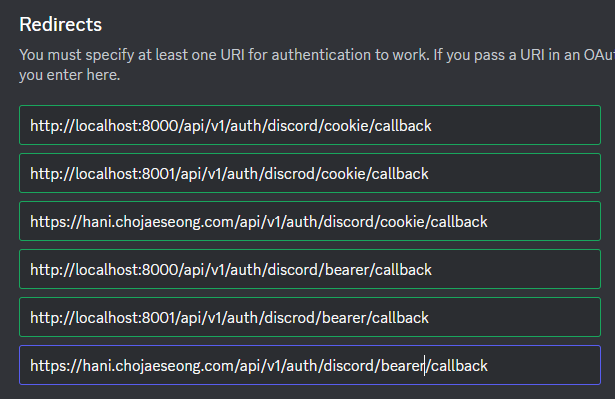 Redirects
You must specify at least one URI for authentication to work. If you pass a URI in an OAu
you enter here.
http://localhost:8000/api/v1/auth/discord/cookie/callback
http://localhost:8001/api/v1/auth/discrod/cookie/callback
https://hani.chojaeseong.com/api/v1/auth/discord/cookie/callback
http://localhost:8000/api/v1/auth/discord/bearer/callback
http://localhost:8001/api/v1/auth/discrod/bearer/callback
https://hani.chojaeseong.com/api/v1/auth/discord/bearer/callback